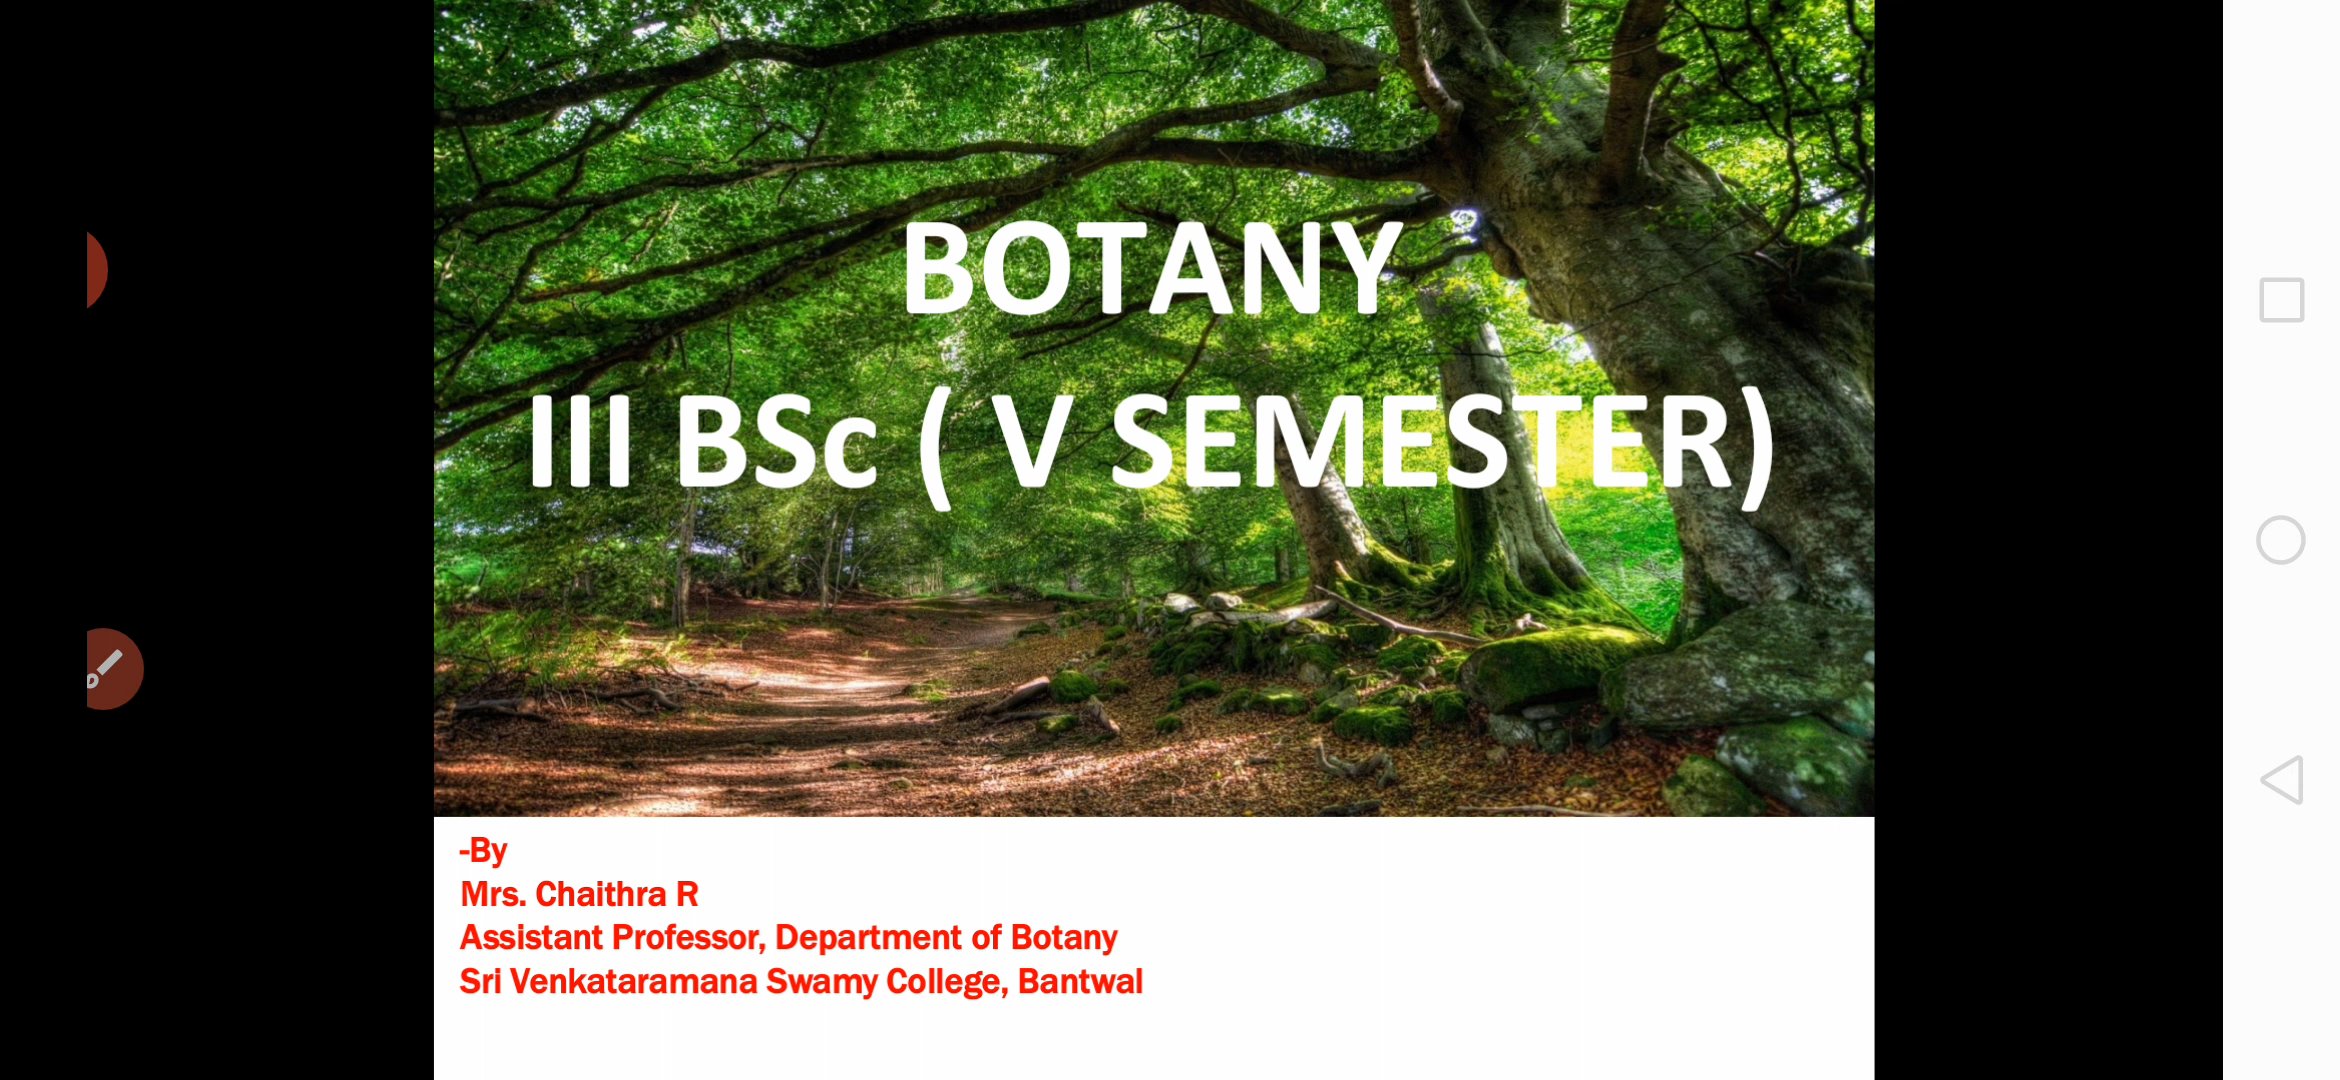 BOTANY
III BSc ( V SEMESTER)
-By
Mrs. Chaithra R
Assistant Professor, Department of Botany
Sri Venkataramana Swamy College, Bantwal